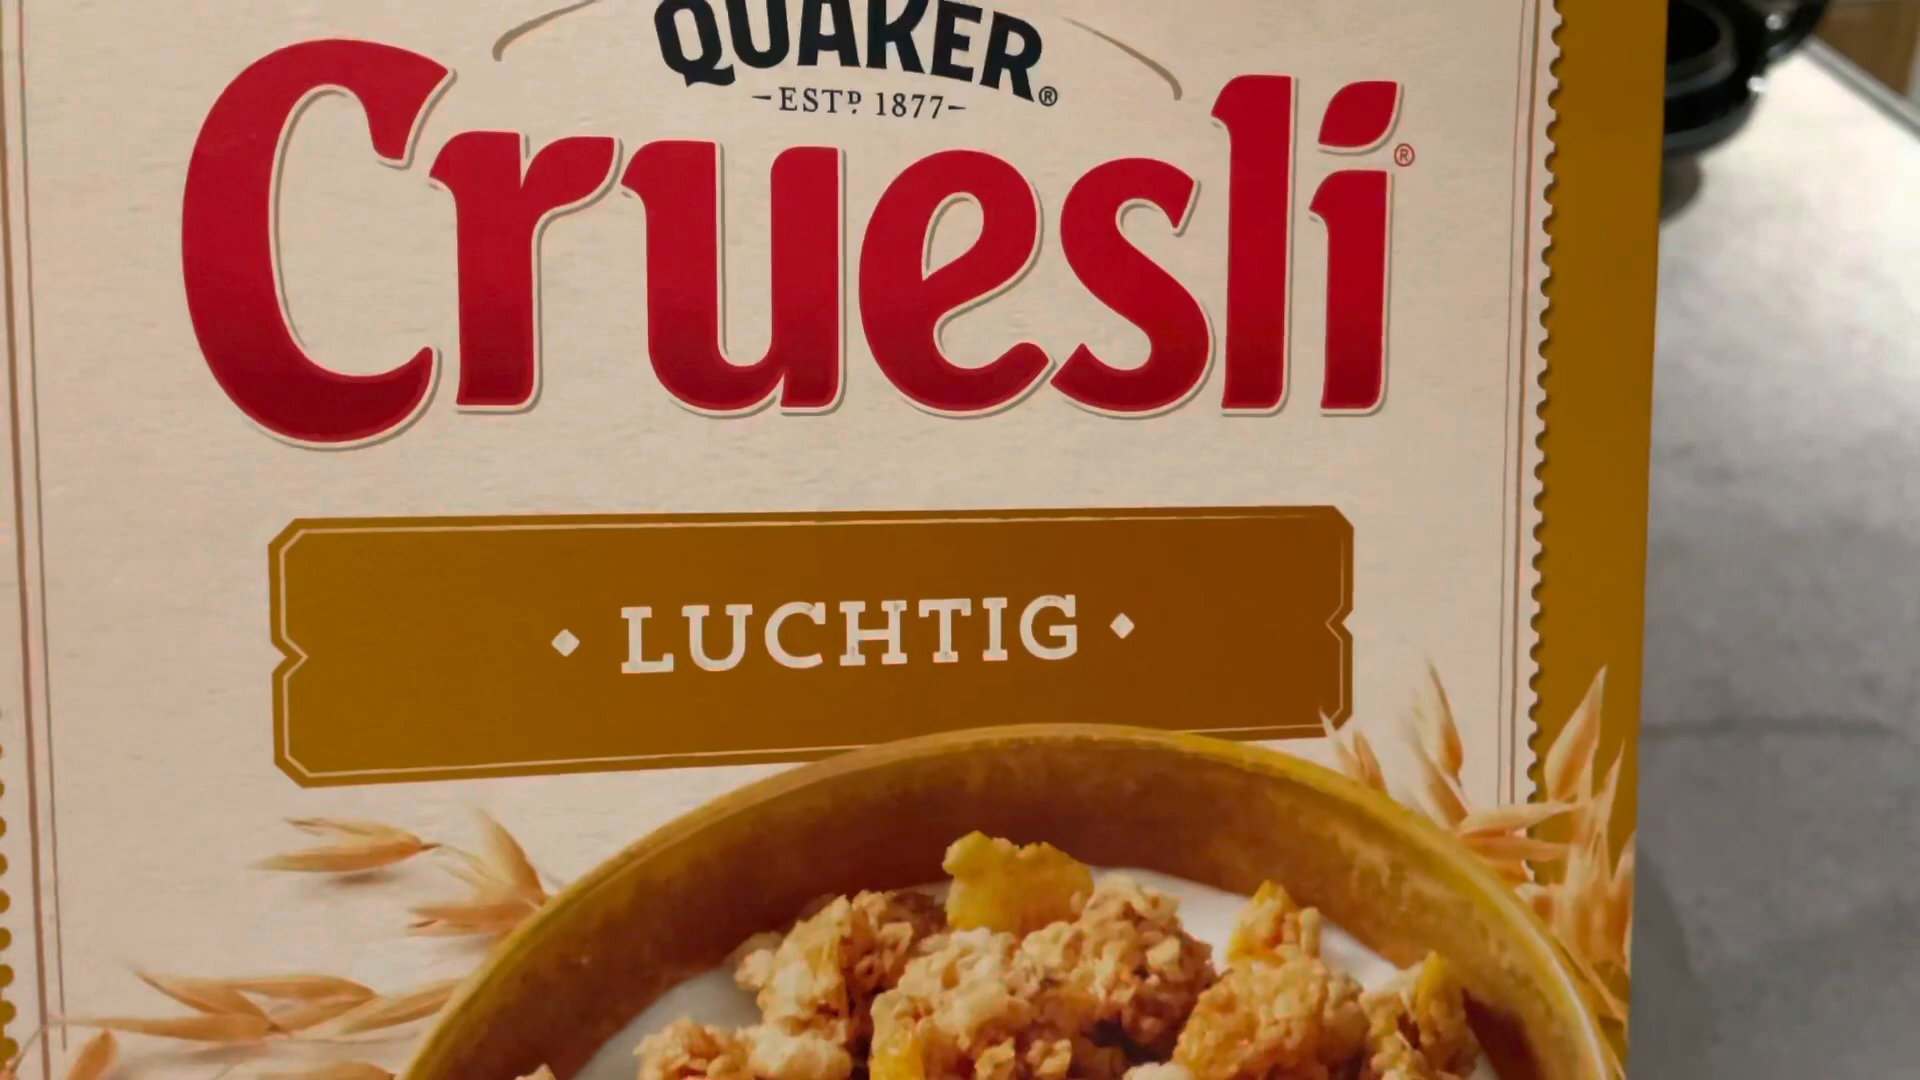 QUAKER®
-ESTD 1877-
Cruesli®
• LUCHTIG •